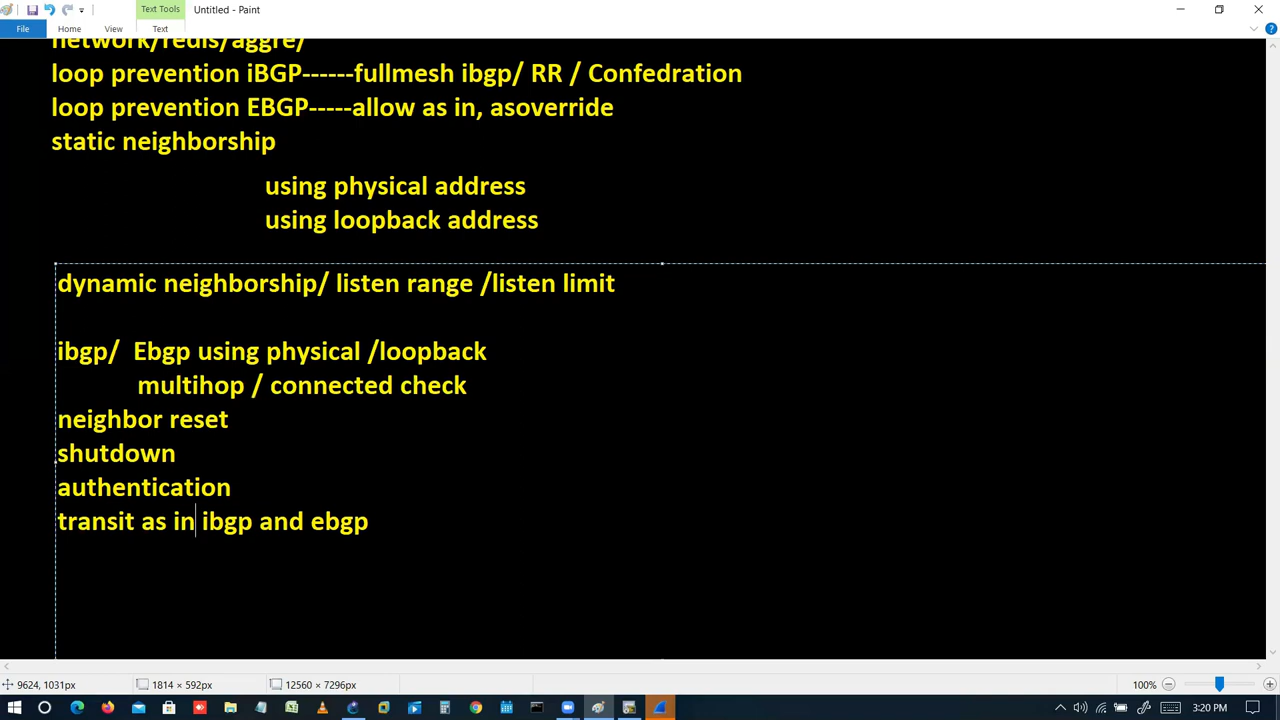 Text Tools
Untitled - Paint
File
Home
View
Text
network/redis/aggre/
loop prevention iBGP------fullmesh ibgp/ RR / Confedration
loop prevention EBGP-----allow as in, asoverride
static neighborship
using physical address
using loopback address
dynamic neighborship/ listen range /listen limit
ibgp/ Ebgp using physical /loopback
multihop / connected check
neighbor reset
shutdown
authentication
transit as in ibgp and ebgp
9624, 1031px
1814 × 592px
12560 × 7296px
100%
3:20 PM